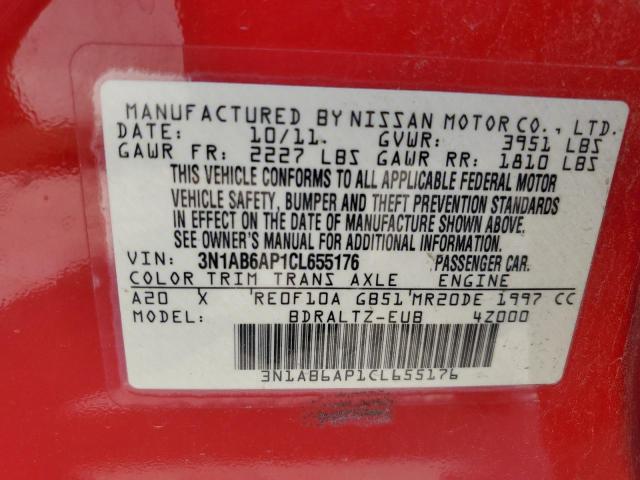 MANUFACTURED BY NISSAN MOTOR CO., LTD.
DATE: 10/11. GVWR: 3951 LBS
GAWR FR: 2227 LBS GAWR RR: 1810 LBS
THIS VEHICLE CONFORMS TO ALL APPLICABLE FEDERAL MOTOR
VEHICLE SAFETY, BUMPER AND THEFT PREVENTION STANDARDS
IN EFFECT ON THE DATE OF MANUFACTURE SHOWN ABOVE.
SEE OWNER'S MANUAL FOR ADDITIONAL INFORMATION.
VIN: 3N1AB6AP1CL655176 PASSENGER CAR.
COLOR TRIM TRANS AXLE ENGINE
A20 X RE0F10A GB51 MR20DE 1997 CC
MODEL: BDRALTZ-EUB 4Z000
3N1AB6AP1CL655176